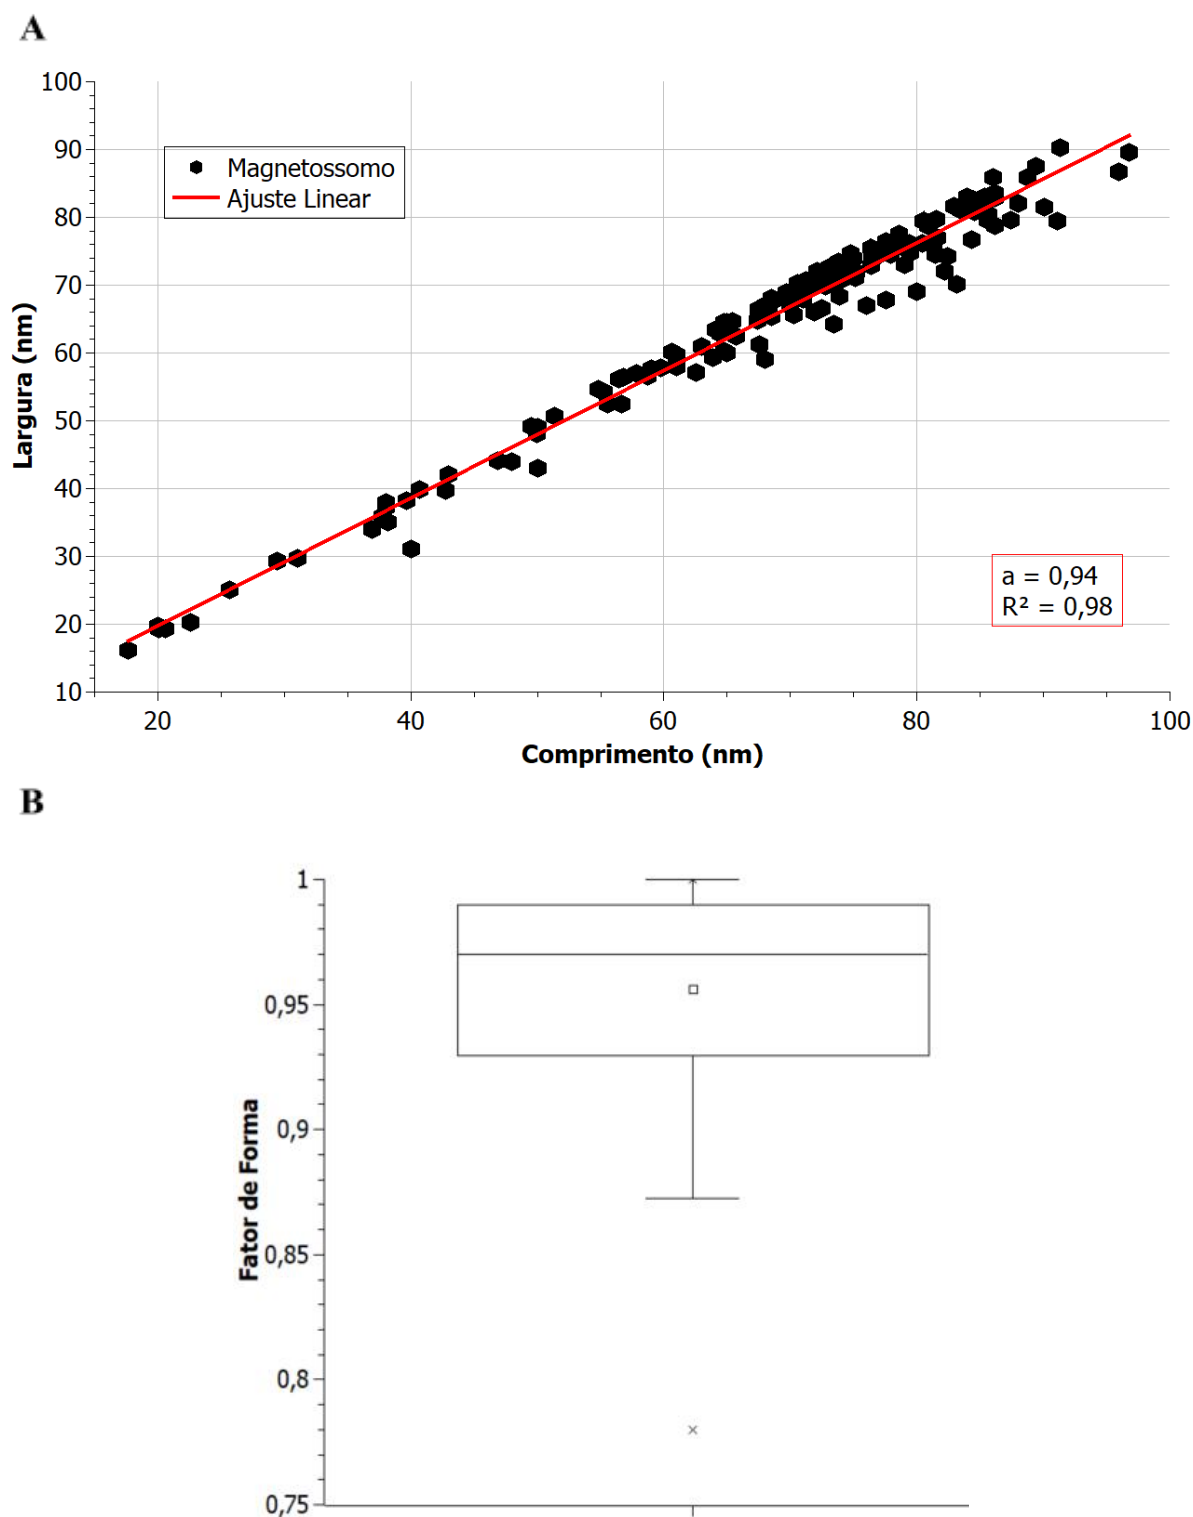 A
100
90
80
70
60
50
40
30
20
10
Largura (nm)
Magnetossomo
Ajuste Linear
a = 0,94
R² = 0,98
20 40 60 80 100
Comprimento (nm)
B
1
0,95
0,9
0,85
0,8
0,75
Fator de Forma